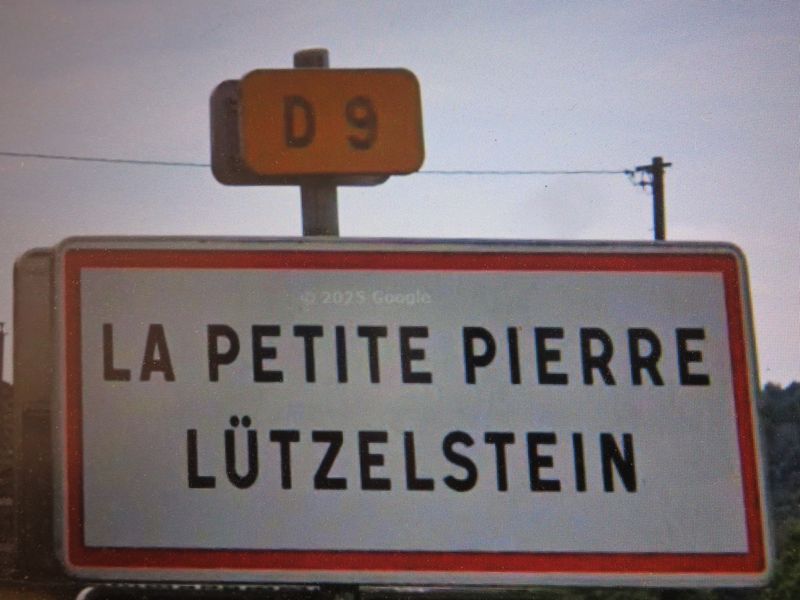 D 9
© 2025 Google
LA PETITE PIERRE
LÜTZELSTEIN